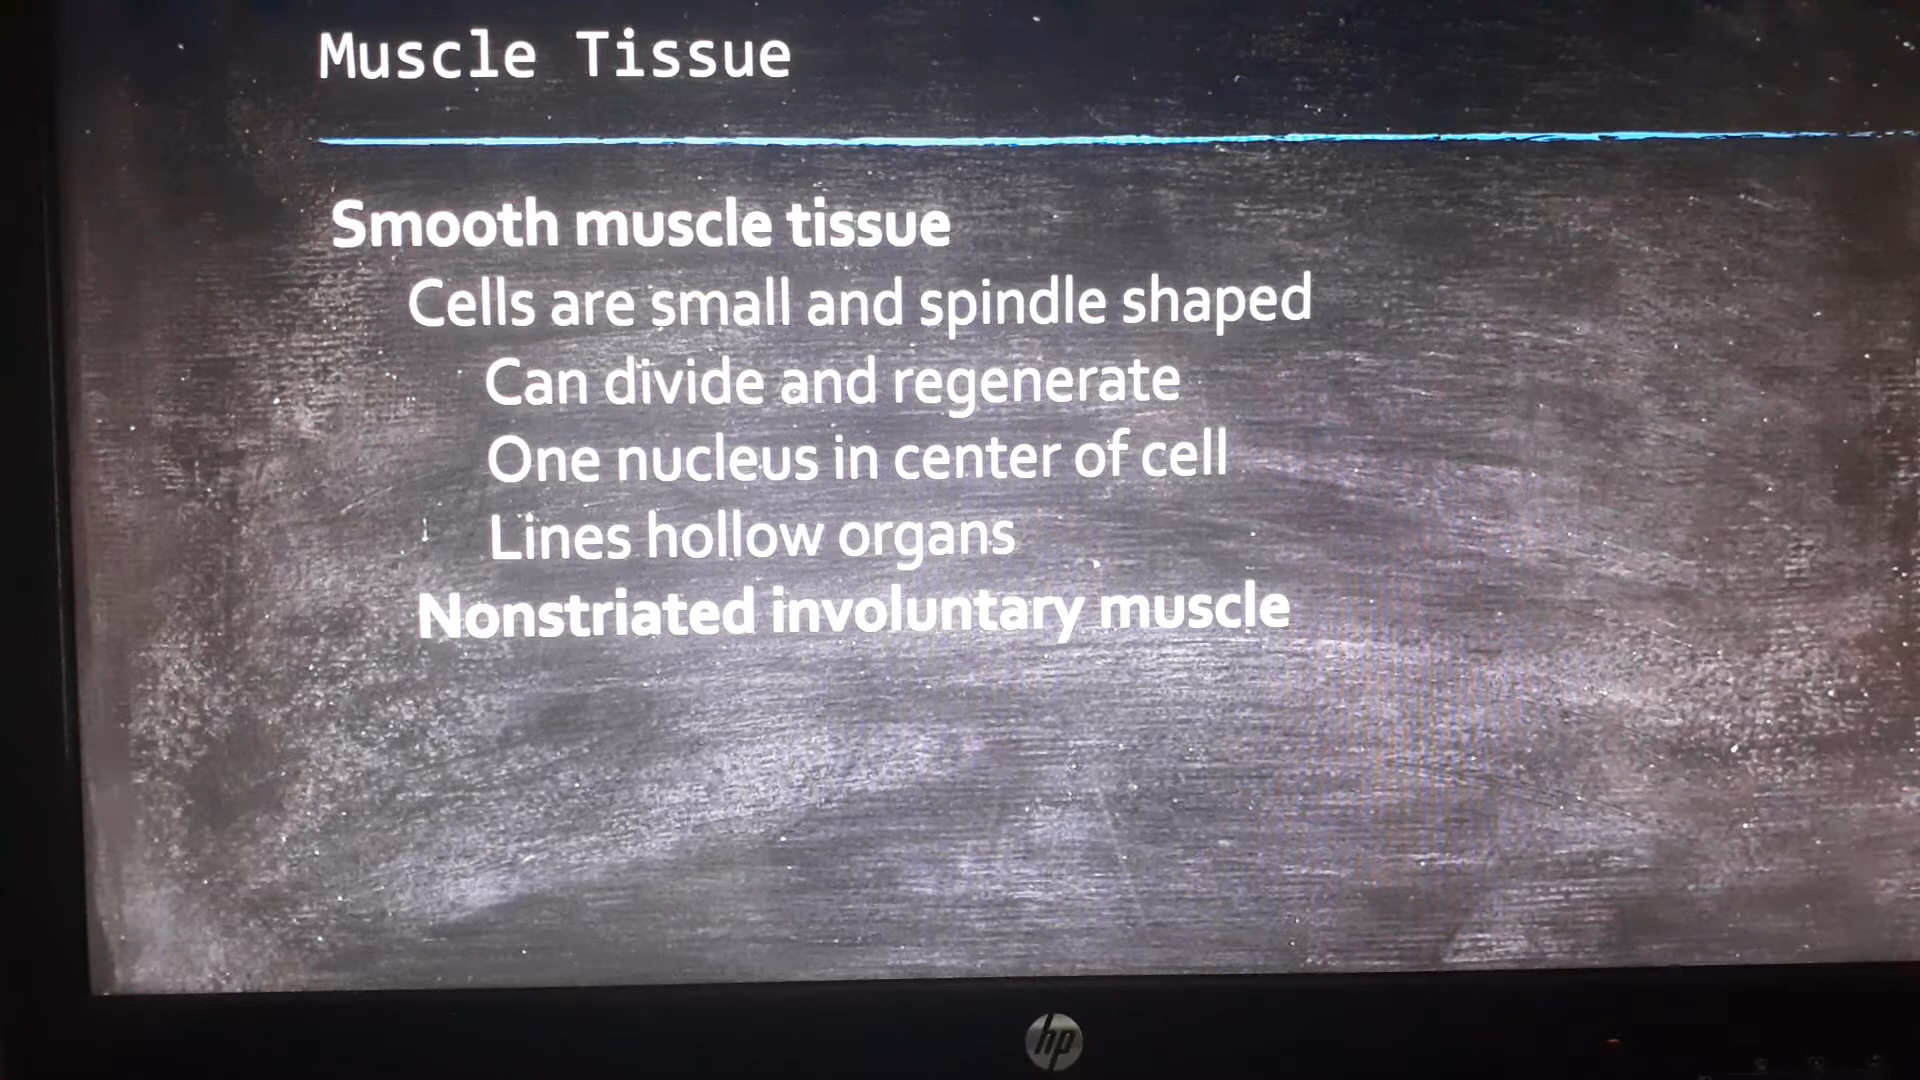 Muscle Tissue
Smooth muscle tissue
Cells are small and spindle shaped
Can divide and regenerate
One nucleus in center of cell
Lines hollow organs
Nonstriated involuntary muscle
hp